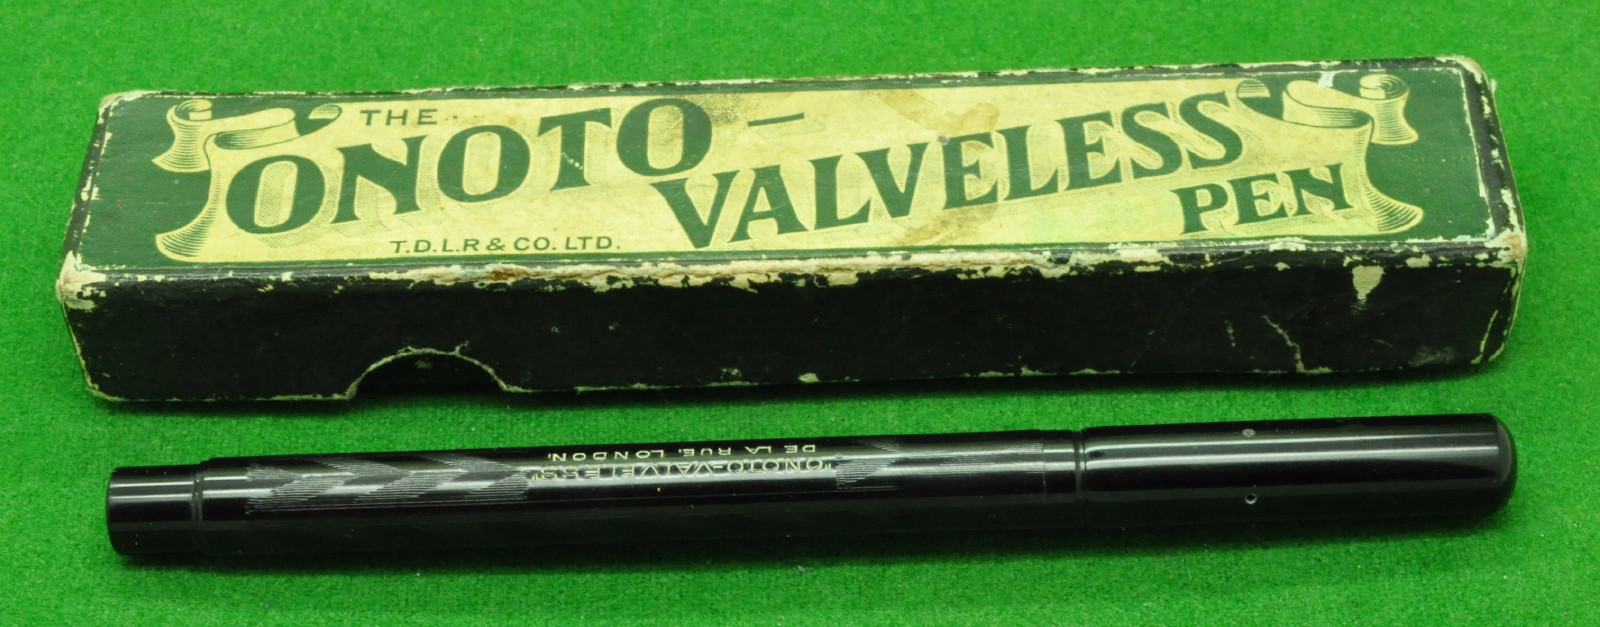 THE
ONOTO-
VALVELESS
PEN
T.D.L.R & CO. LTD.
"ONOTO-VALVELESS"
DE LA RUE, LONDON.